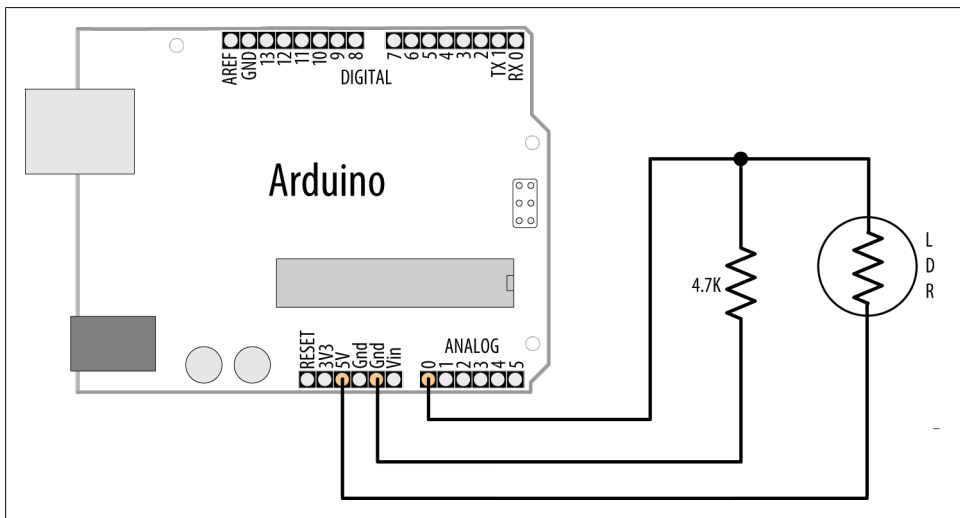 AREF
GND
13
12
11
10
9
8
7
6
5
4
3
2
TX 1
RX 0
DIGITAL
Arduino
4.7K
L
D
R
RESET
3V3
5V
Gnd
Gnd
Vin
ANALOG
0
1
2
3
4
5